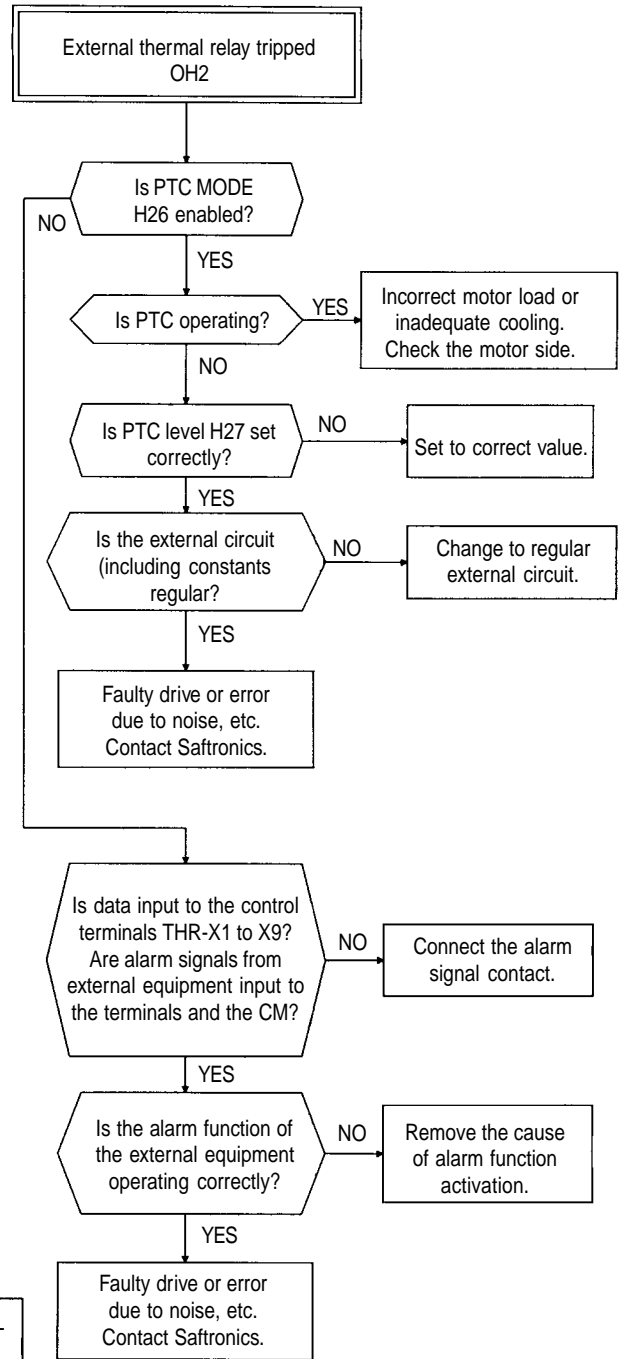 External thermal relay tripped
OH2
Is PTC MODE
H26 enabled?
NO
YES
Is PTC operating?
YES
Incorrect motor load or
inadequate cooling.
Check the motor side.
NO
Is PTC level H27 set
correctly?
NO
Set to correct value.
YES
Is the external circuit
(including constants
regular?
NO
Change to regular
external circuit.
YES
Faulty drive or error
due to noise, etc.
Contact Saftronics.
Is data input to the control
terminals THR-X1 to X9?
Are alarm signals from
external equipment input to
the terminals and the CM?
NO
Connect the alarm
signal contact.
YES
Is the alarm function of
the external equipment
operating correctly?
NO
Remove the cause
of alarm function
activation.
YES
Faulty drive or error
due to noise, etc.
Contact Saftronics.